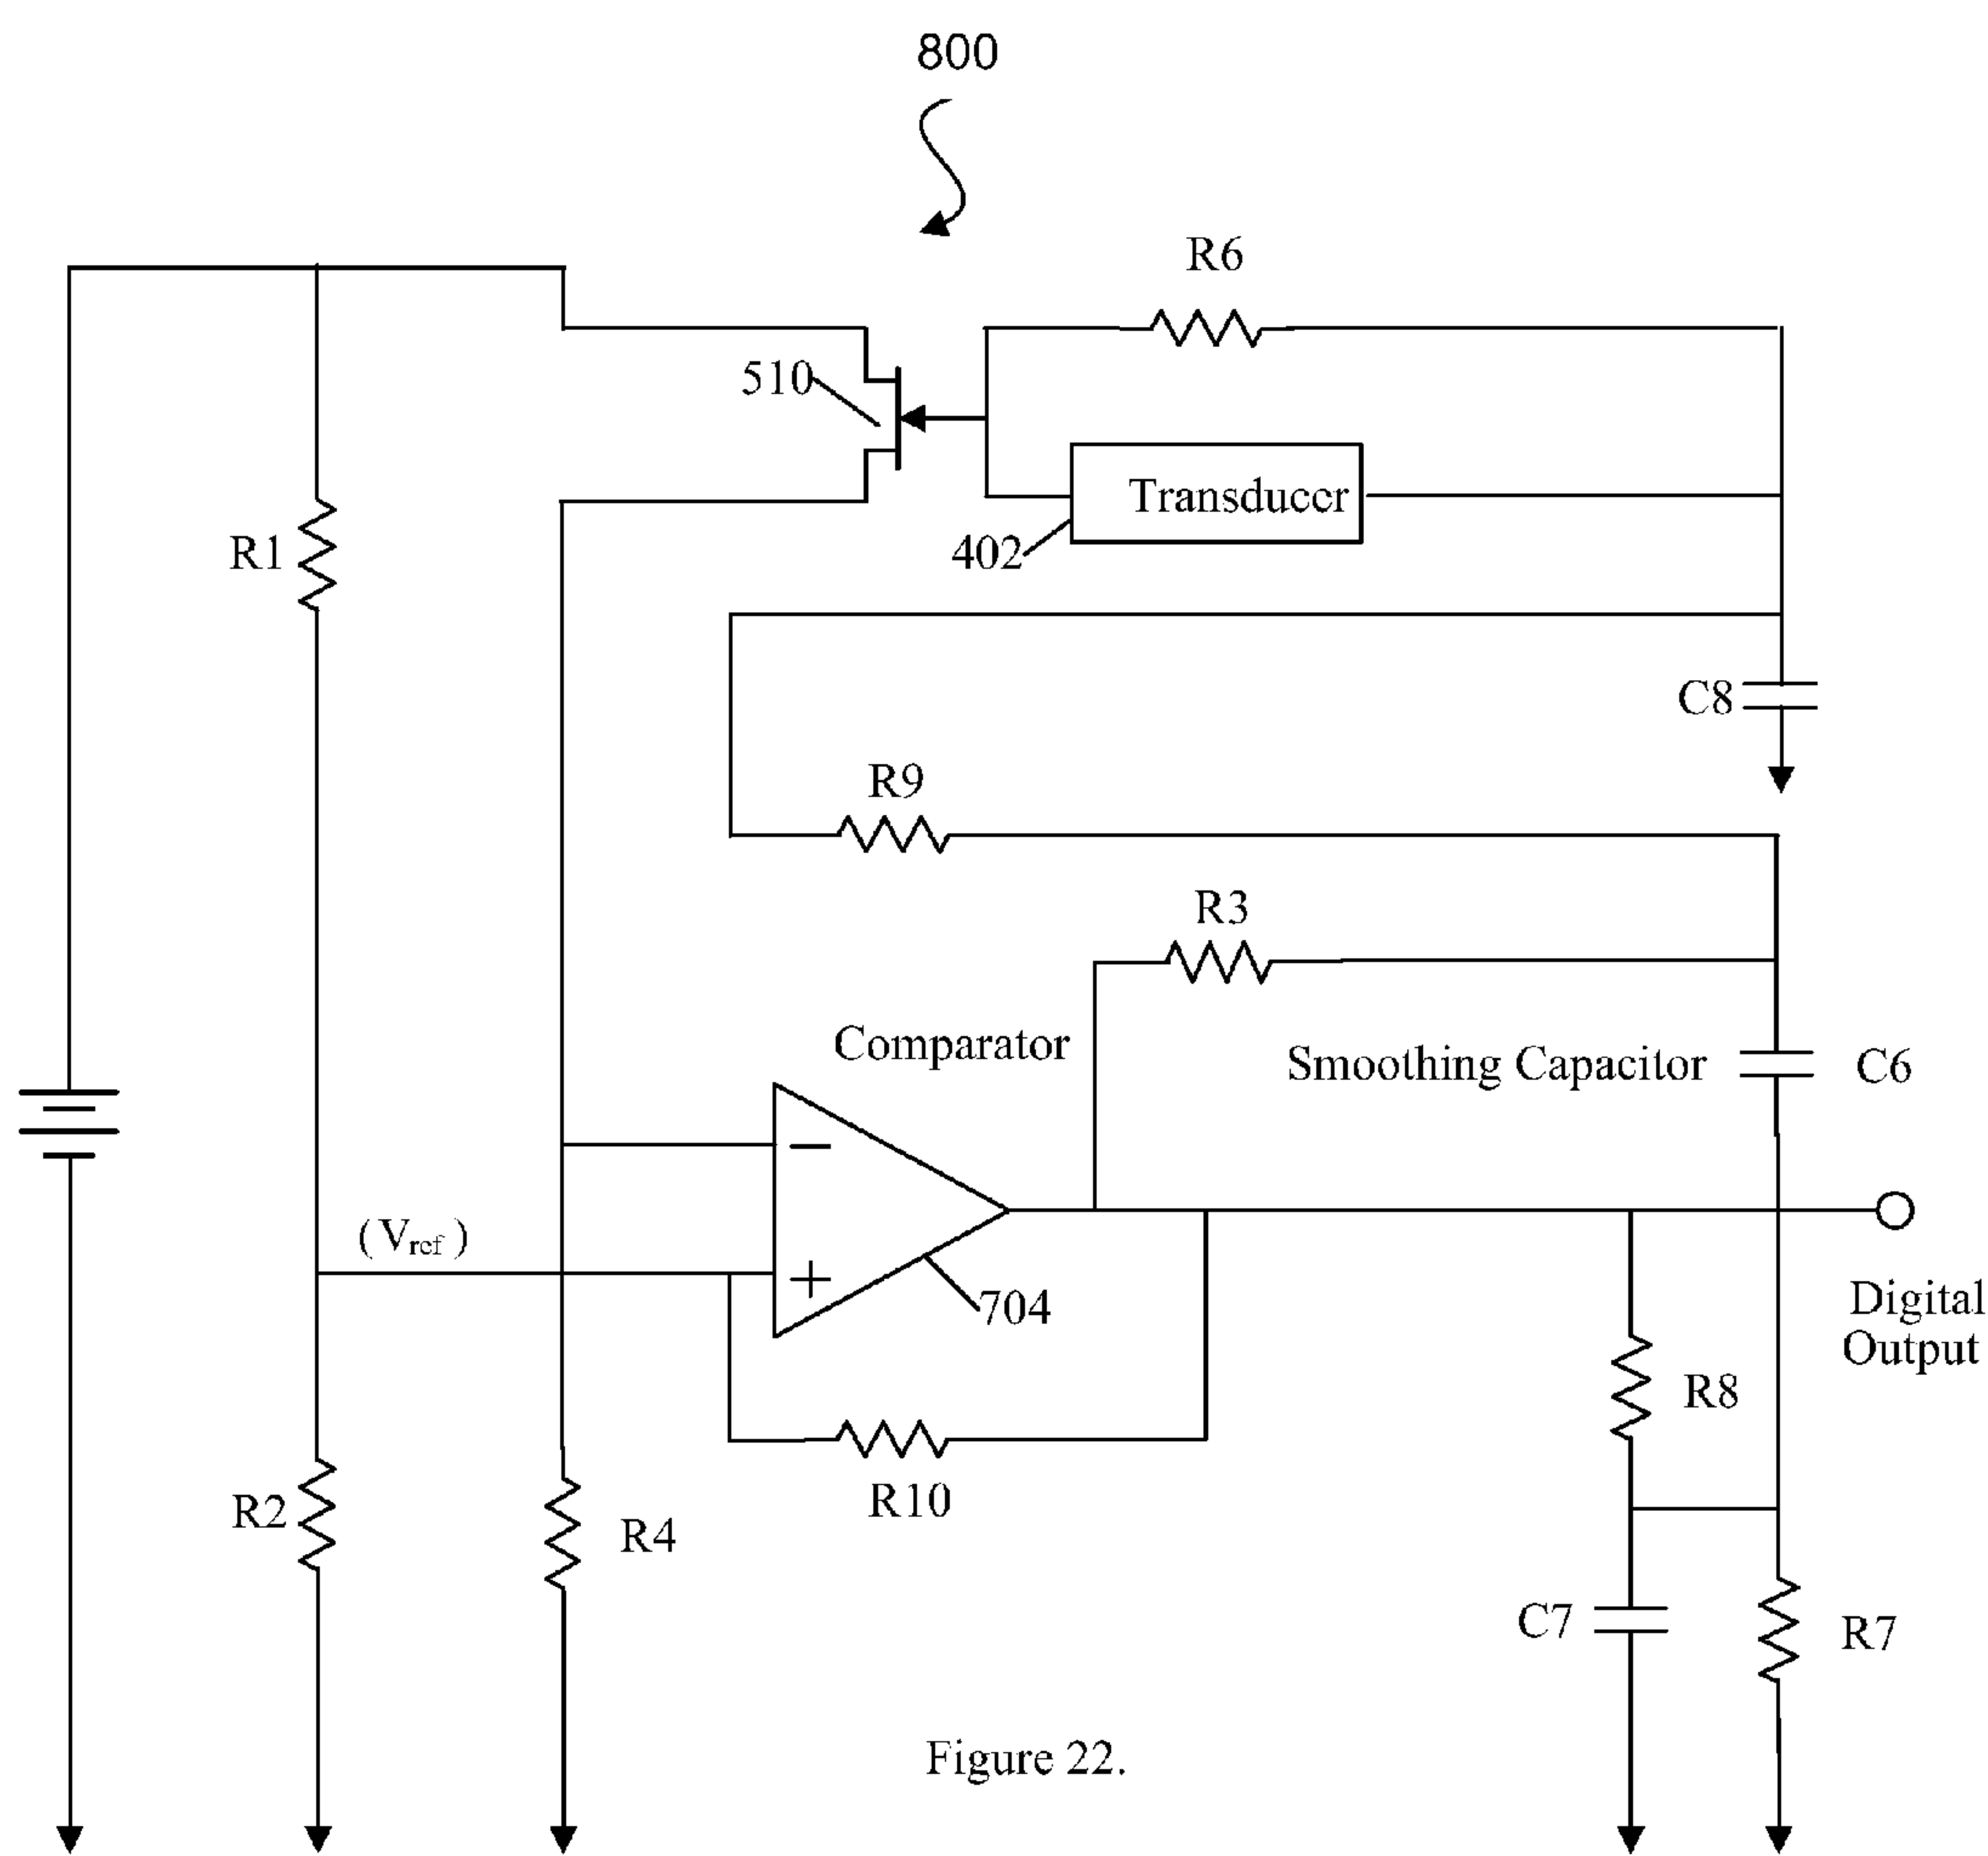 800
R6
510
Transducer
402
R1
C8
R9
R3
Comparator
Smoothing Capacitor
C6
(Vref)
704
Digital
Output
R8
R10
R2
R4
C7
R7
Figure 22.